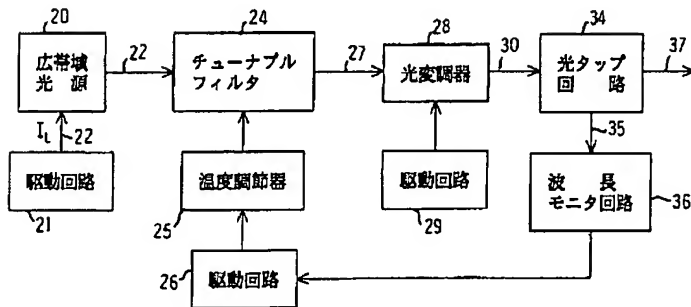 20
広帯域
光　源
22
24
チューナブル
フィルタ
27
28
光変調器
30
34
光タップ
回　路
37
I_L
22
35
駆動回路
21
温度調節器
25
駆動回路
29
波　長
モニタ回路
36
26
駆動回路